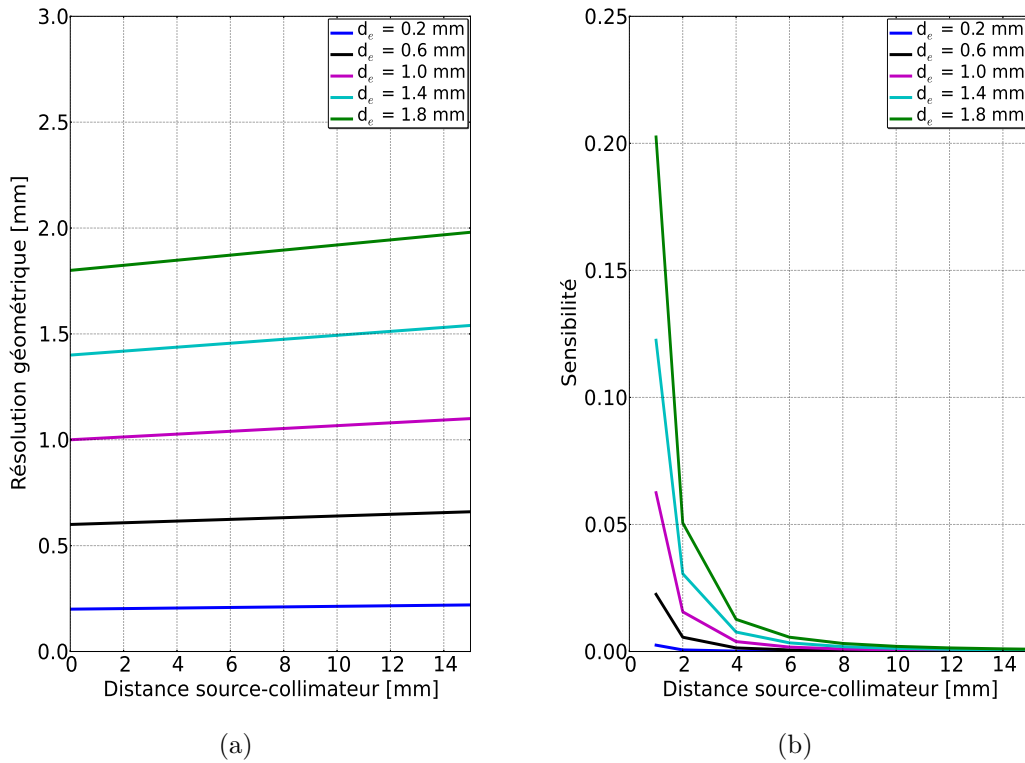 3.0
2.5
2.0
1.5
1.0
0.5
0.0
Résolution géométrique [mm]
d_e = 0.2 mm
d_e = 0.6 mm
d_e = 1.0 mm
d_e = 1.4 mm
d_e = 1.8 mm
0 2 4 6 8 10 12 14
Distance source-collimateur [mm]
(a)
0.25
0.20
0.15
0.10
0.05
0.00
Sensibilité
d_e = 0.2 mm
d_e = 0.6 mm
d_e = 1.0 mm
d_e = 1.4 mm
d_e = 1.8 mm
0 2 4 6 8 10 12 14
Distance source-collimateur [mm]
(b)